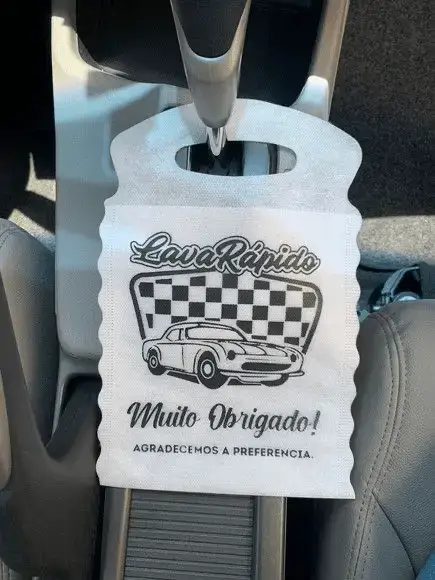 LavaRápido
Muito Obrigado!
AGRADECEMOS A PREFERENCIA.